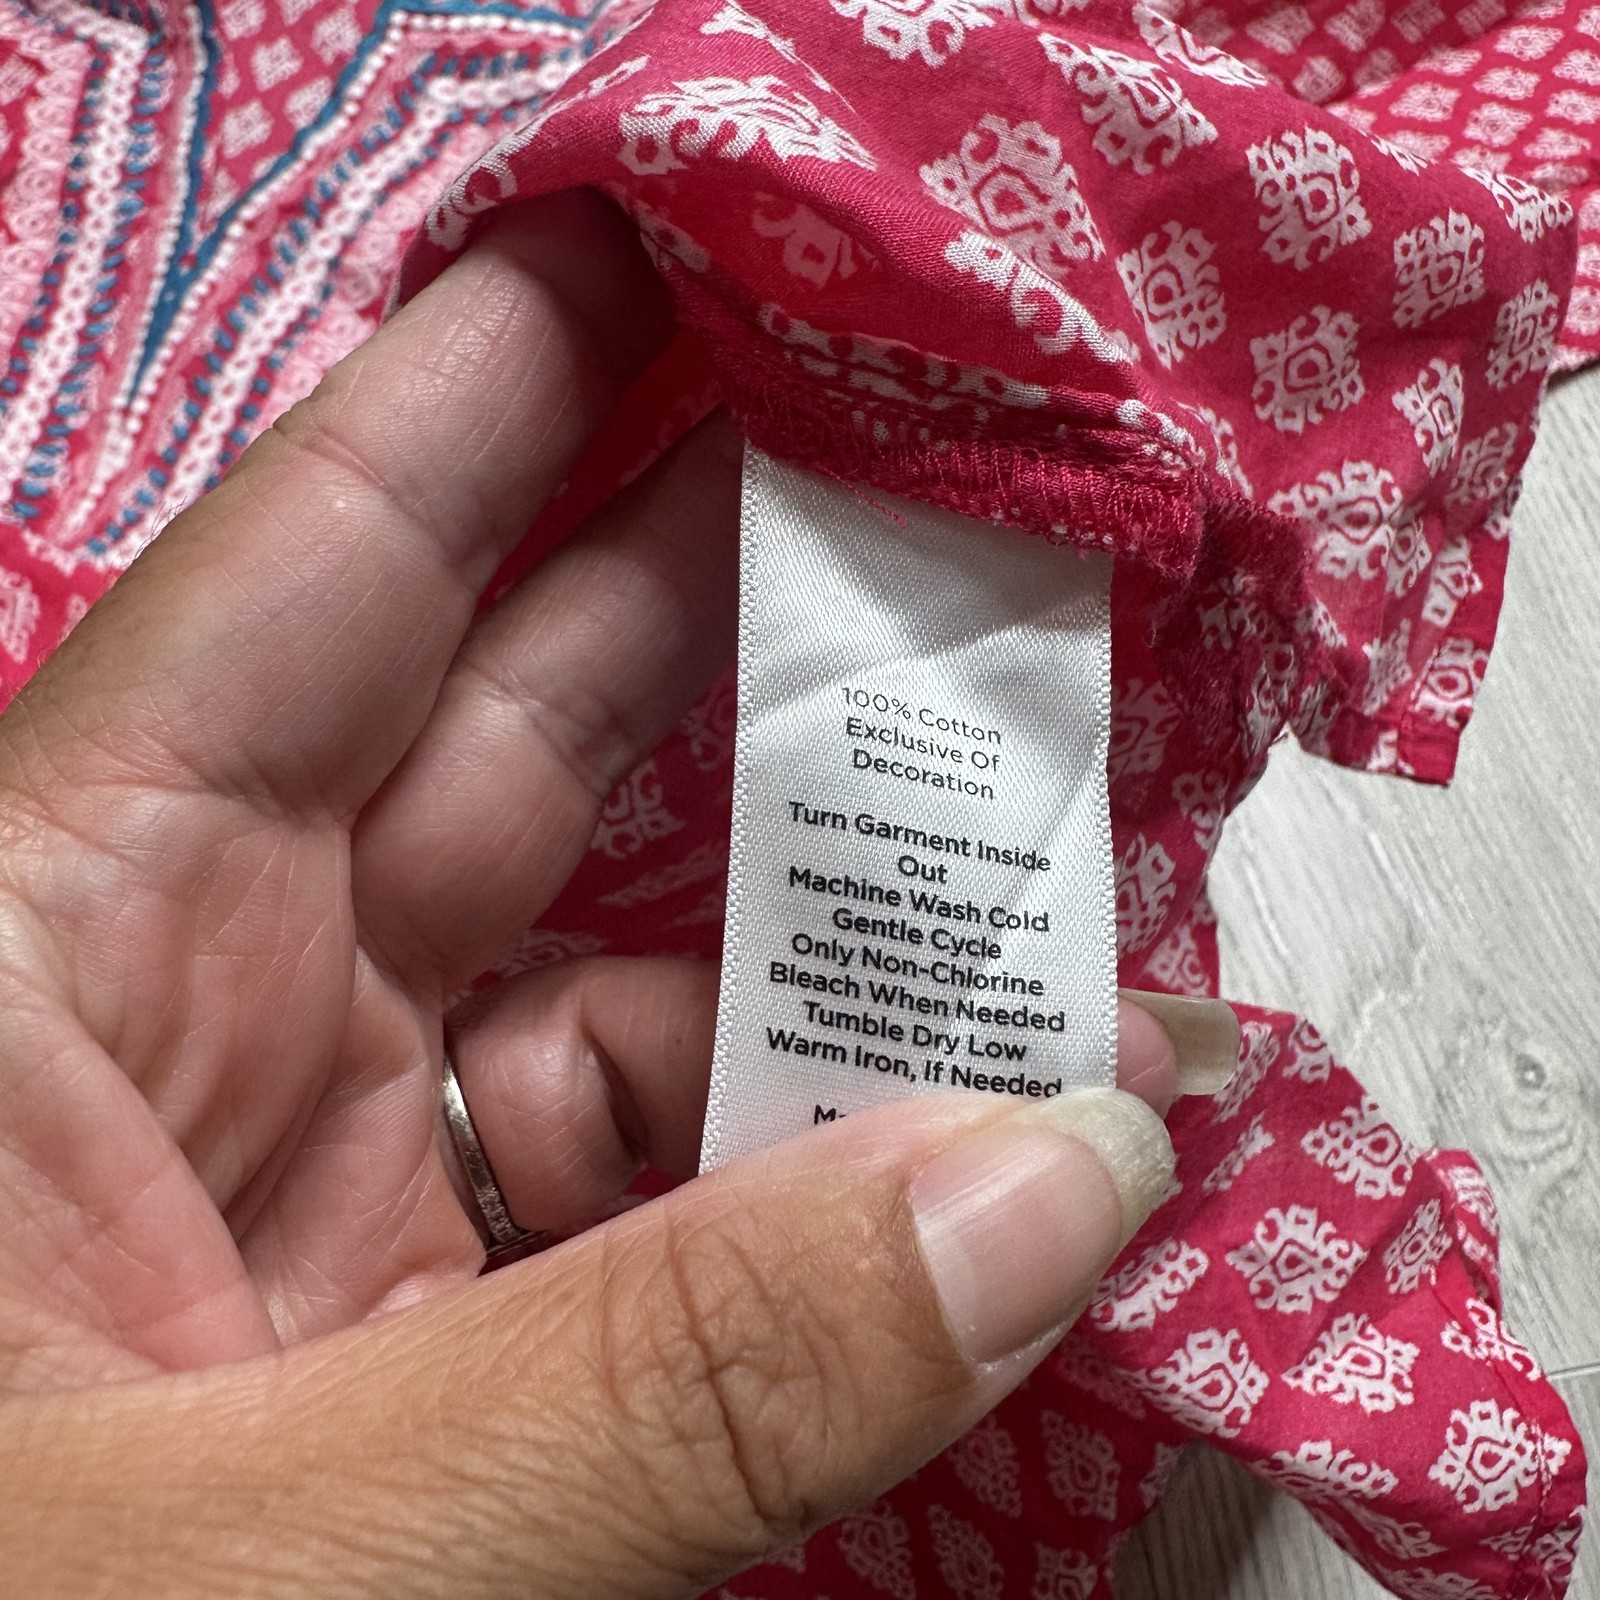 100% Cotton
Exclusive Of
Decoration
Turn Garment Inside
Out
Machine Wash Cold
Gentle Cycle
Only Non-Chlorine
Bleach When Needed
Tumble Dry Low
Warm Iron, If Needed